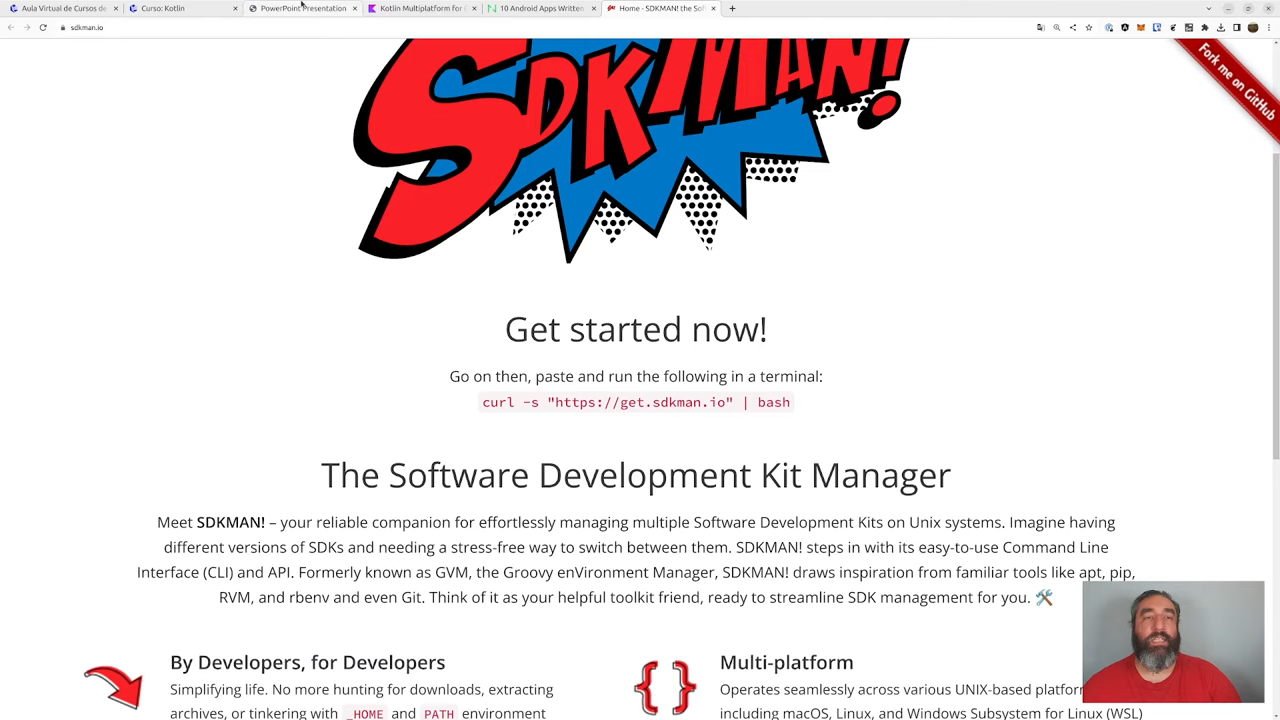 Aula Virtual de Cursos de
Curso: Kotlin
PowerPoint Presentation
Kotlin Multiplatform for
10 Android Apps Written
Home - SDKMAN! the Sof
sdkman.io
SDKMAN!
Fork me on GitHub
Get started now!
Go on then, paste and run the following in a terminal:
curl -s "https://get.sdkman.io" | bash
The Software Development Kit Manager
Meet SDKMAN! – your reliable companion for effortlessly managing multiple Software Development Kits on Unix systems. Imagine having
different versions of SDKs and needing a stress-free way to switch between them. SDKMAN! steps in with its easy-to-use Command Line
Interface (CLI) and API. Formerly known as GVM, the Groovy enVironment Manager, SDKMAN! draws inspiration from familiar tools like apt, pip,
RVM, and rbenv and even Git. Think of it as your helpful toolkit friend, ready to streamline SDK management for you. 🛠️
By Developers, for Developers
Simplifying life. No more hunting for downloads, extracting
archives, or tinkering with _HOME and PATH environment
{ }
Multi-platform
Operates seamlessly across various UNIX-based platfor
including macOS, Linux, and Windows Subsystem for Linux (WSL)